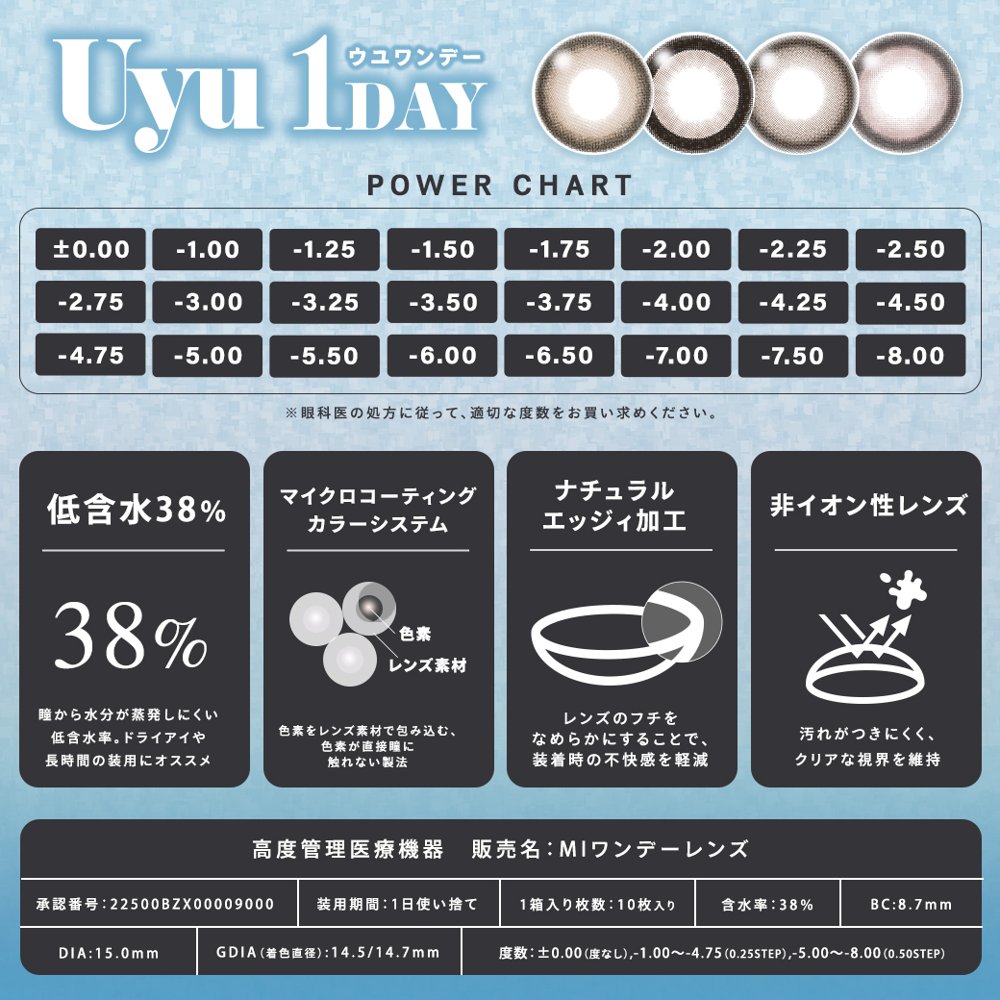 Uyu 1DAY
ウユワンデー
POWER CHART
±0.00 -1.00 -1.25 -1.50 -1.75 -2.00 -2.25 -2.50
-2.75 -3.00 -3.25 -3.50 -3.75 -4.00 -4.25 -4.50
-4.75 -5.00 -5.50 -6.00 -6.50 -7.00 -7.50 -8.00
※眼科医の処方に従って、適切な度数をお買い求めください。
低含水38%
38%
瞳から水分が蒸発しにくい
低含水率。ドライアイや
長時間の装用にオススメ
マイクロコーティング
カラーシステム
色素
レンズ素材
色素をレンズ素材で包み込む、
色素が直接瞳に
触れない製法
ナチュラル
エッジィ加工
レンズのフチを
なめらかにすることで、
装着時の不快感を軽減
非イオン性レンズ
汚れがつきにくく、
クリアな視界を維持
高度管理医療機器 販売名：MIワンデーレンズ
承認番号：22500BZX00009000 装用期間：1日使い捨て 1箱入り枚数：10枚入り 含水率：38% BC：8.7mm
DIA：15.0mm GDIA（着色直径）：14.5/14.7mm 度数：±0.00（度なし）,-1.00〜-4.75（0.25STEP）,-5.00〜-8.00（0.50STEP）